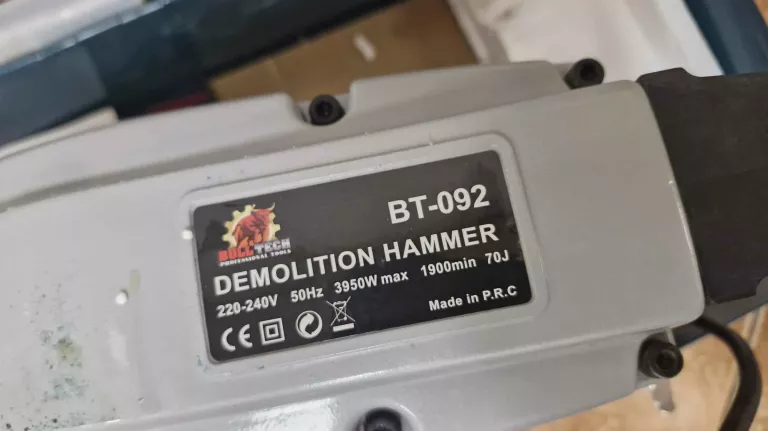 BT-092
BULL TECH
PROFESSIONAL TOOLS
DEMOLITION HAMMER
220-240V 50Hz 3950W max 1900min 70J
CE
Made in P.R.C